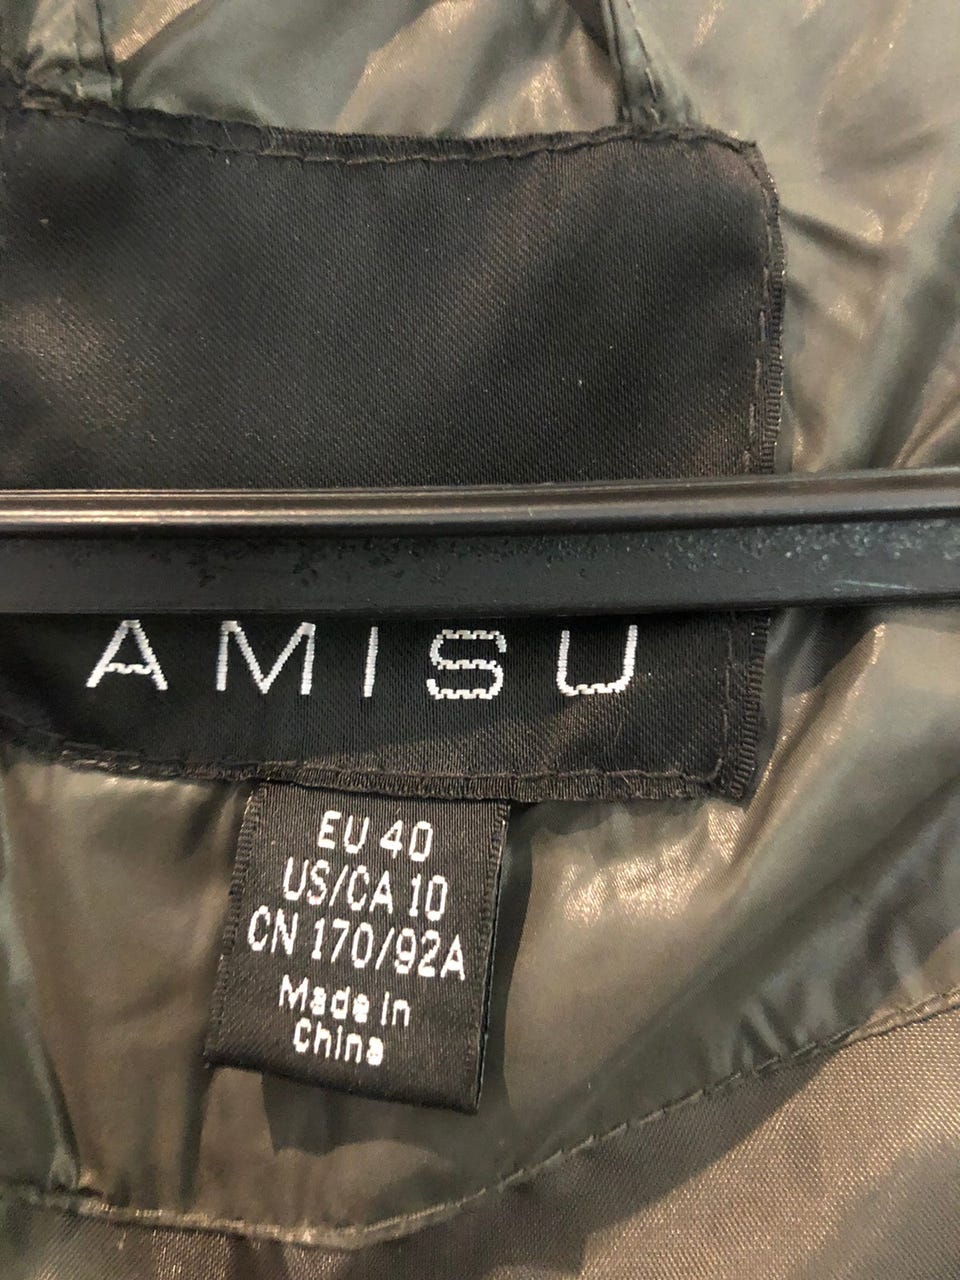 AMISU
EU 40
US/CA 10
CN 170/92A
Made in
China